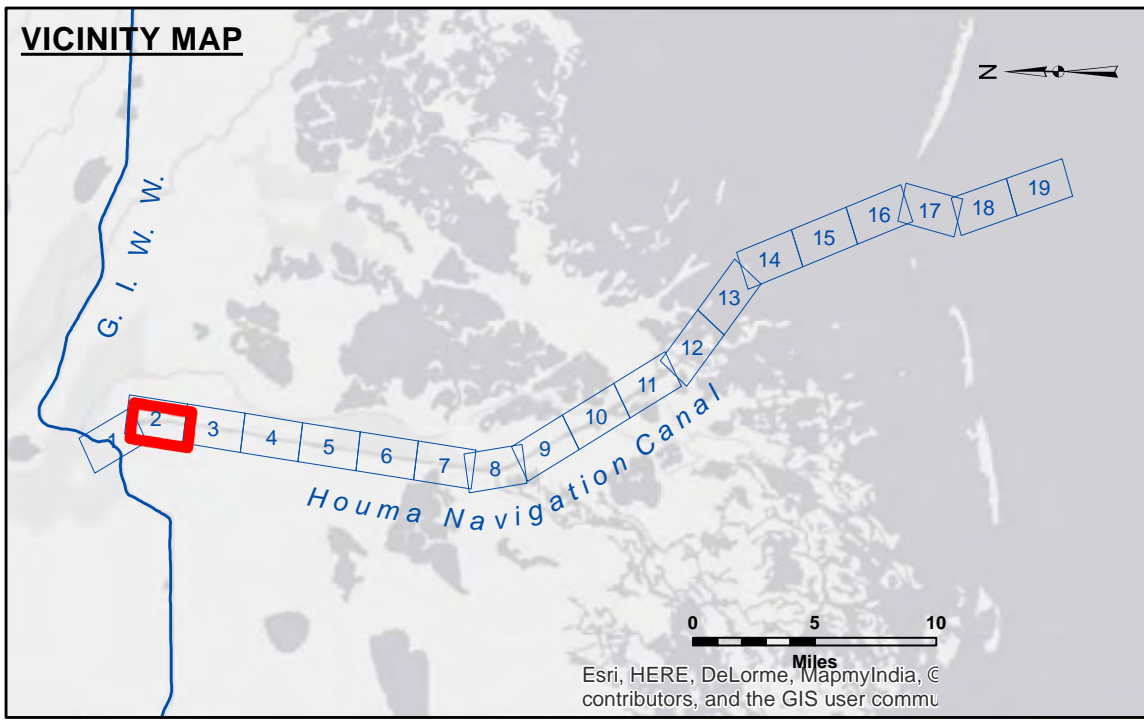 VICINITY MAP
N
G. I. W. W.
1
2
3
4
5
6
7
8
9
10
11
12
13
14
15
16
17
18
19
Houma Navigation Canal
0 5 10
Miles
Esri, HERE, DeLorme, MapmyIndia, ©
contributors, and the GIS user commu